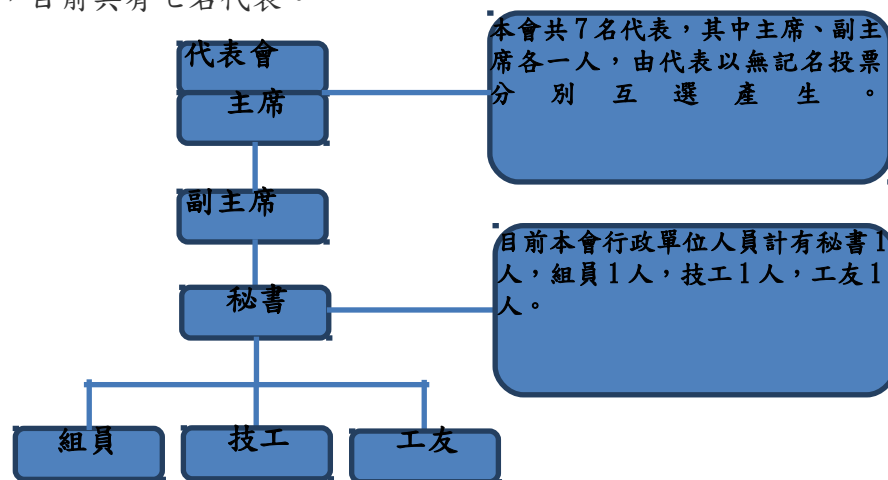 ，目前共有七名代表。
代表會
主席
本會共7名代表，其中主席、副主
席各一人，由代表以無記名投票
分別互選產生。
副主席
秘書
目前本會行政單位人員計有秘書1
人，組員1人，技工1人，工友1
人。
組員
技工
工友